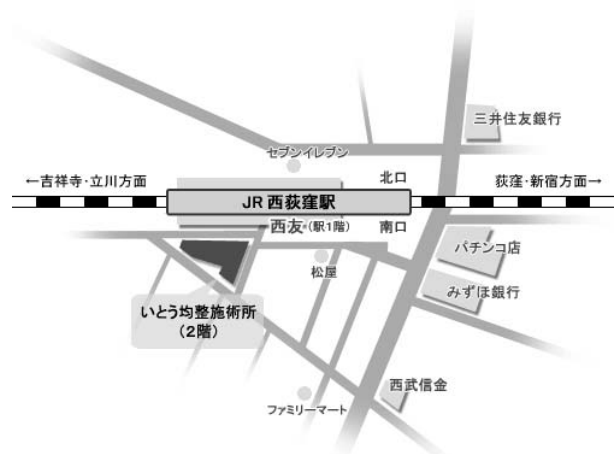 三井住友銀行
セブンイレブン
北口
←吉祥寺・立川方面
荻窪・新宿方面→
JR 西荻窪駅
西友(駅1階)
南口
パチンコ店
松屋
みずほ銀行
いとう均整施術所
(2階)
西武信金
ファミリーマート